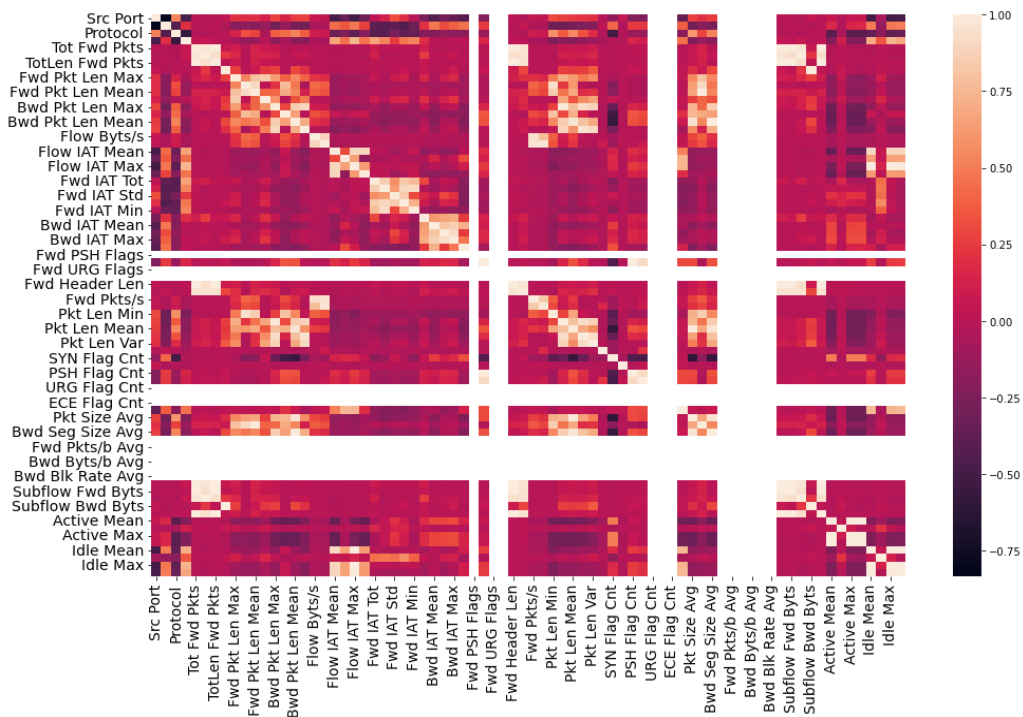 Src Port
Protocol
Tot Fwd Pkts
TotLen Fwd Pkts
Fwd Pkt Len Max
Fwd Pkt Len Mean
Bwd Pkt Len Max
Bwd Pkt Len Mean
Flow Byts/s
Flow IAT Mean
Flow IAT Max
Fwd IAT Tot
Fwd IAT Std
Fwd IAT Min
Bwd IAT Mean
Bwd IAT Max
Fwd PSH Flags
Fwd URG Flags
Fwd Header Len
Fwd Pkts/s
Pkt Len Min
Pkt Len Mean
Pkt Len Var
SYN Flag Cnt
PSH Flag Cnt
URG Flag Cnt
ECE Flag Cnt
Pkt Size Avg
Bwd Seg Size Avg
Fwd Pkts/b Avg
Bwd Byts/b Avg
Bwd Blk Rate Avg
Subflow Fwd Byts
Subflow Bwd Byts
Active Mean
Active Max
Idle Mean
Idle Max
Src Port
Protocol
Tot Fwd Pkts
TotLen Fwd Pkts
Fwd Pkt Len Max
Fwd Pkt Len Mean
Bwd Pkt Len Max
Bwd Pkt Len Mean
Flow Byts/s
Flow IAT Mean
Flow IAT Max
Fwd IAT Tot
Fwd IAT Std
Fwd IAT Min
Bwd IAT Mean
Bwd IAT Max
Fwd PSH Flags
Fwd URG Flags
Fwd Header Len
Fwd Pkts/s
Pkt Len Min
Pkt Len Mean
Pkt Len Var
SYN Flag Cnt
PSH Flag Cnt
URG Flag Cnt
ECE Flag Cnt
Pkt Size Avg
Bwd Seg Size Avg
Fwd Pkts/b Avg
Bwd Byts/b Avg
Bwd Blk Rate Avg
Subflow Fwd Byts
Subflow Bwd Byts
Active Mean
Active Max
Idle Mean
Idle Max
1.00
0.75
0.50
0.25
0.00
−0.25
−0.50
−0.75